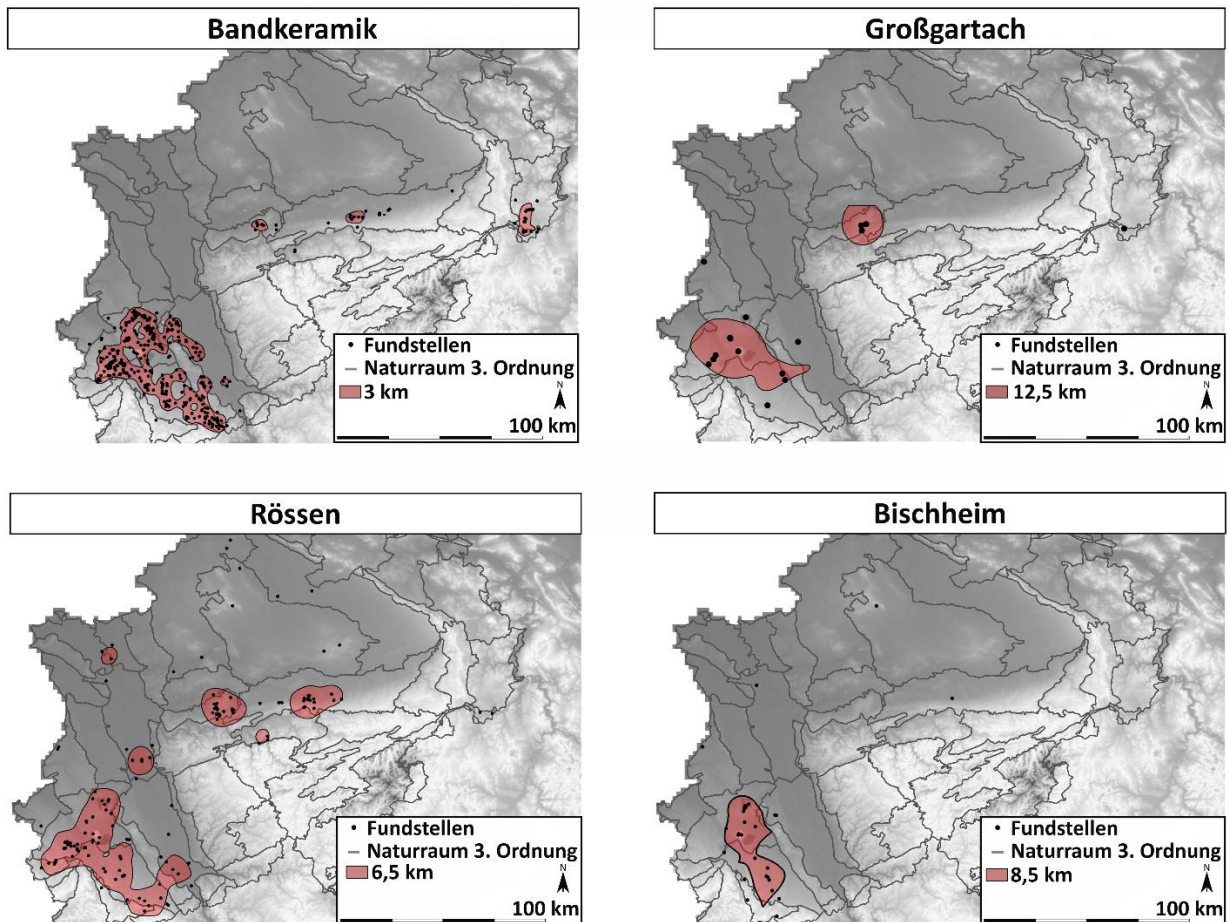 Bandkeramik
Fundstellen
Naturraum 3. Ordnung
3 km
N
100 km
Großgartach
Fundstellen
Naturraum 3. Ordnung
12,5 km
N
100 km
Rössen
Fundstellen
Naturraum 3. Ordnung
6,5 km
N
100 km
Bischheim
Fundstellen
Naturraum 3. Ordnung
8,5 km
N
100 km